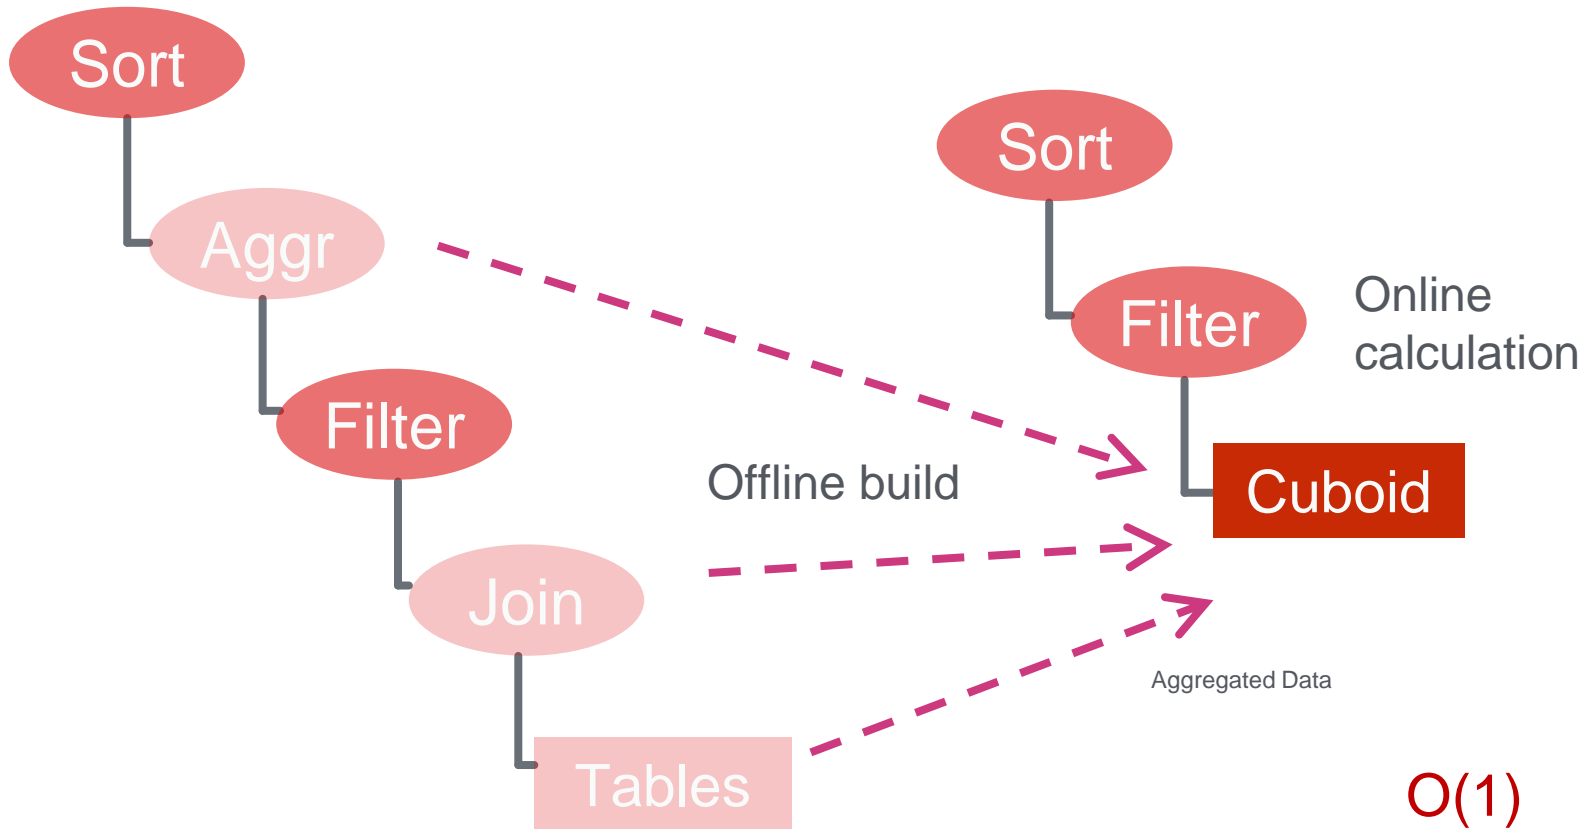 Sort
Aggr
Filter
Join
Tables
Offline build
Sort
Filter
Online
calculation
Cuboid
Aggregated Data
O(1)